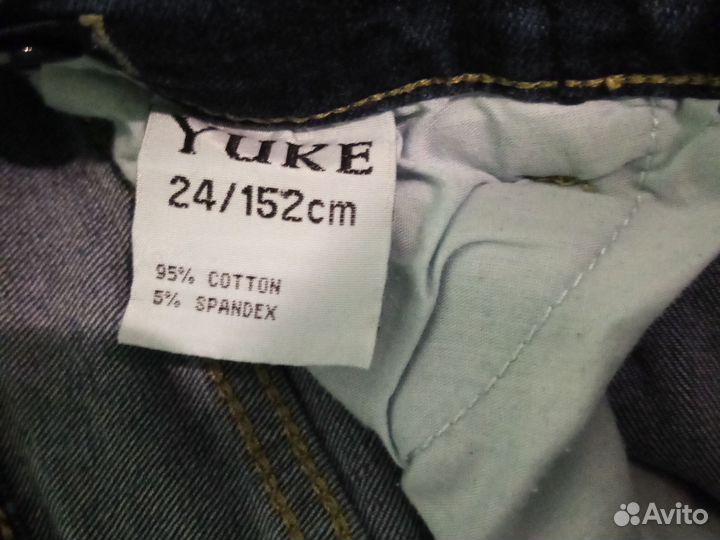 YUKE
24/152cm
95% COTTON
5% SPANDEX
Avito